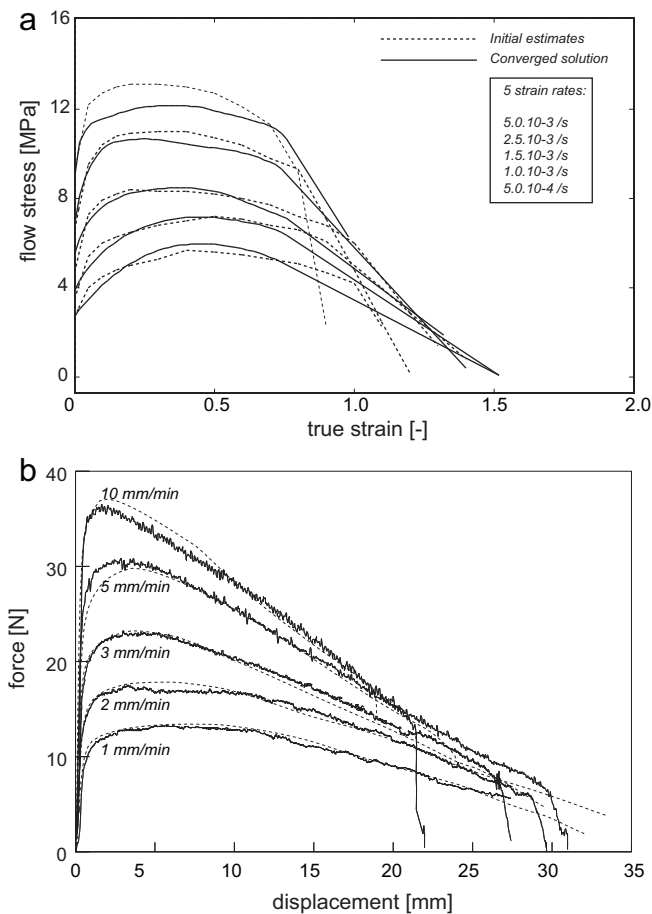 a
16
12
8
4
0
flow stress [MPa]
Initial estimates
Converged solution
5 strain rates:
5.0.10-3 /s
2.5.10-3 /s
1.5.10-3 /s
1.0.10-3 /s
5.0.10-4 /s
0 0.5 1.0 1.5 2.0
true strain [-]
b
40
30
20
10
0
force [N]
10 mm/min
5 mm/min
3 mm/min
2 mm/min
1 mm/min
0 5 10 15 20 25 30 35
displacement [mm]